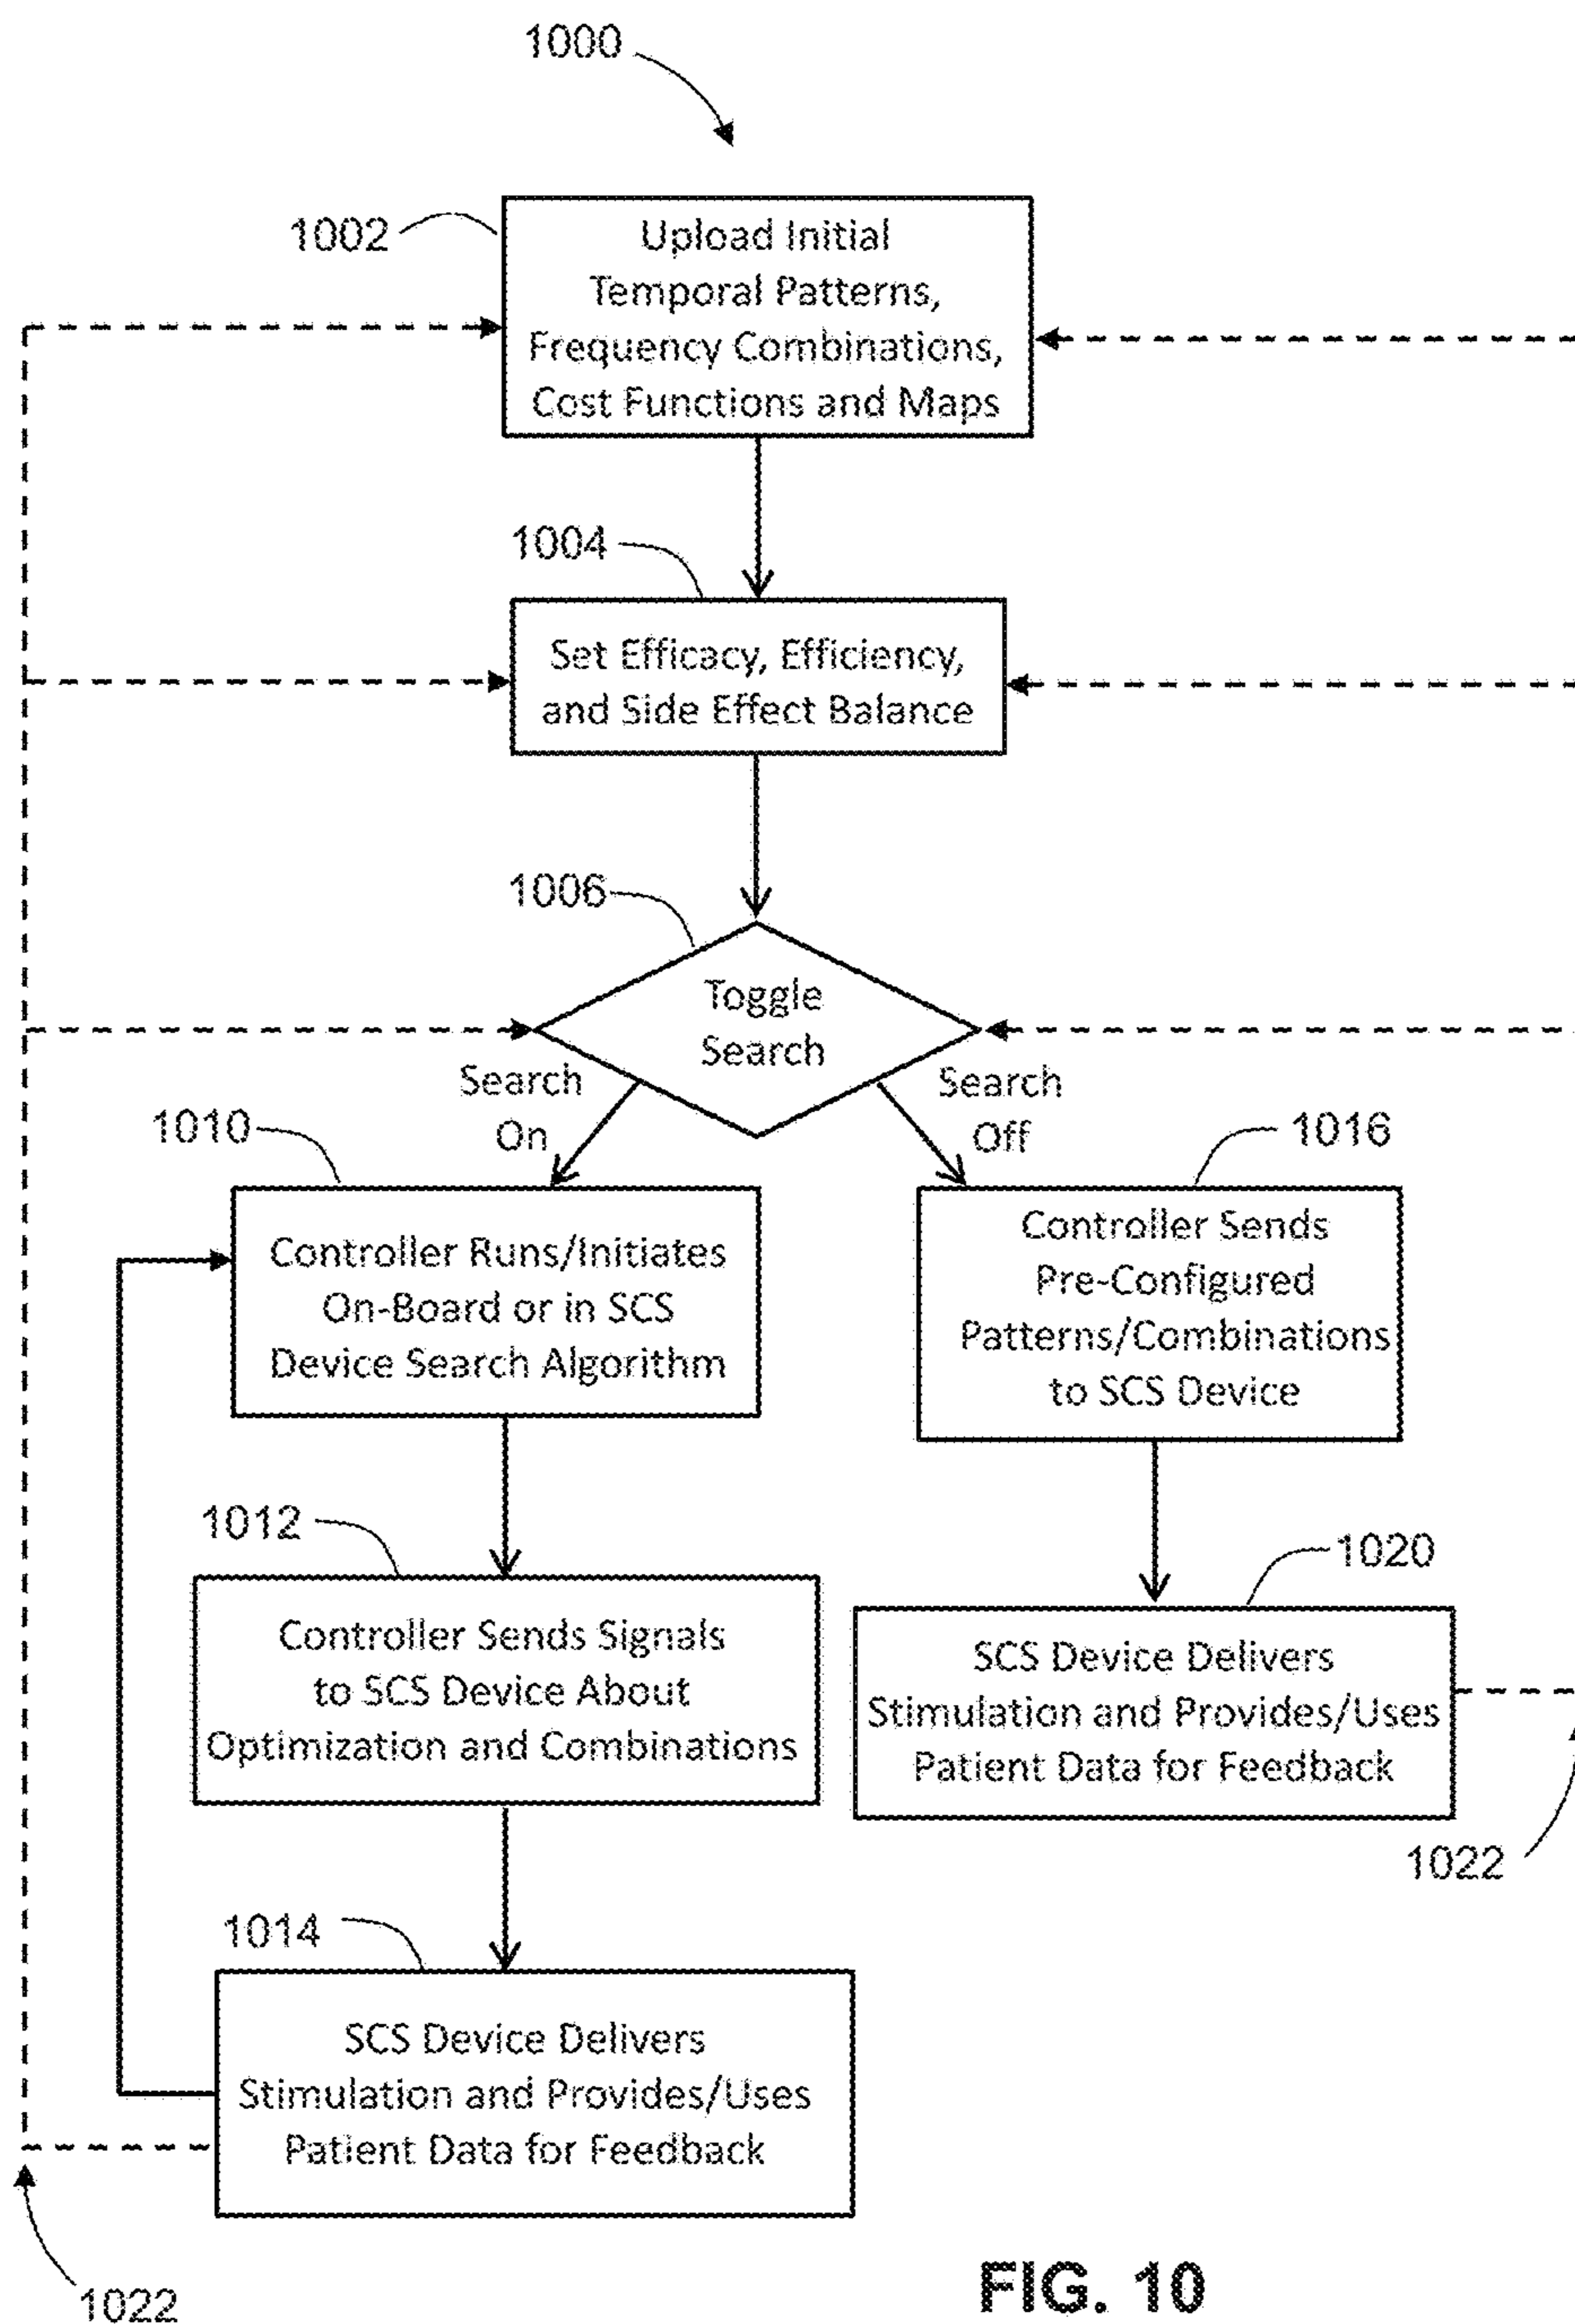 1000
1002
Upload Initial
Temporal Patterns,
Frequency Combinations,
Cost Functions and Maps
1004
Set Efficacy, Efficiency,
and Side Effect Balance
1006
Toggle
Search
Search
On
Search
Off
1010
Controller Runs/Initiates
On-Board or in SCS
Device Search Algorithm
1016
Controller Sends
Pre-Configured
Patterns/Combinations
to SCS Device
1012
Controller Sends Signals
to SCS Device About
Optimization and Combinations
1020
SCS Device Delivers
Stimulation and Provides/Uses
Patient Data for Feedback
1022
1014
SCS Device Delivers
Stimulation and Provides/Uses
Patient Data for Feedback
1022
FIG. 10